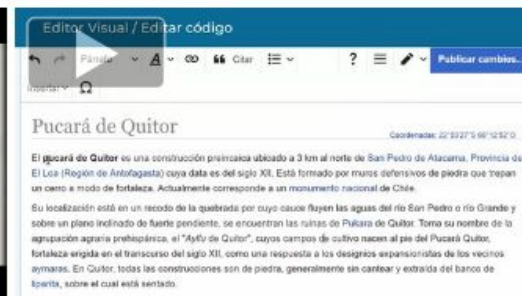 Editor Visual / Editar código
Párrafo A Citar ? Publicar cambios...
Insertar Ω
Pucará de Quitor
Coordenadas:
El pucará de Quitor es una construcción preincaica ubicado a 3 km al norte de San Pedro de Atacama, Provincia de
El Loa (Región de Antofagasta) cuya data es del siglo XII. Está formado por muros defensivos de piedra que trepan
un cerro a modo de fortaleza. Actualmente corresponde a un monumento nacional de Chile.
Su localización está en un recodo de la quebrada por cuyo cauce fluyen las aguas del río San Pedro o río Grande y
sobre un plano inclinado de fuerte pendiente, se encuentran las ruinas de Pukara de Quitor. Toma su nombre de la
agrupación agraria prehispánica, el "Ayllu de Quitor", cuyos campos de cultivo nacen al pie del Pucará Quitor,
fortaleza erigida en el transcurso del siglo XII, como una respuesta a los designios expansionistas de los vecinos
aymaras. En Quitor, todas las construcciones son de piedra, generalmente sin cantear y extraída del banco de
liparita, sobre el cual está sentado.